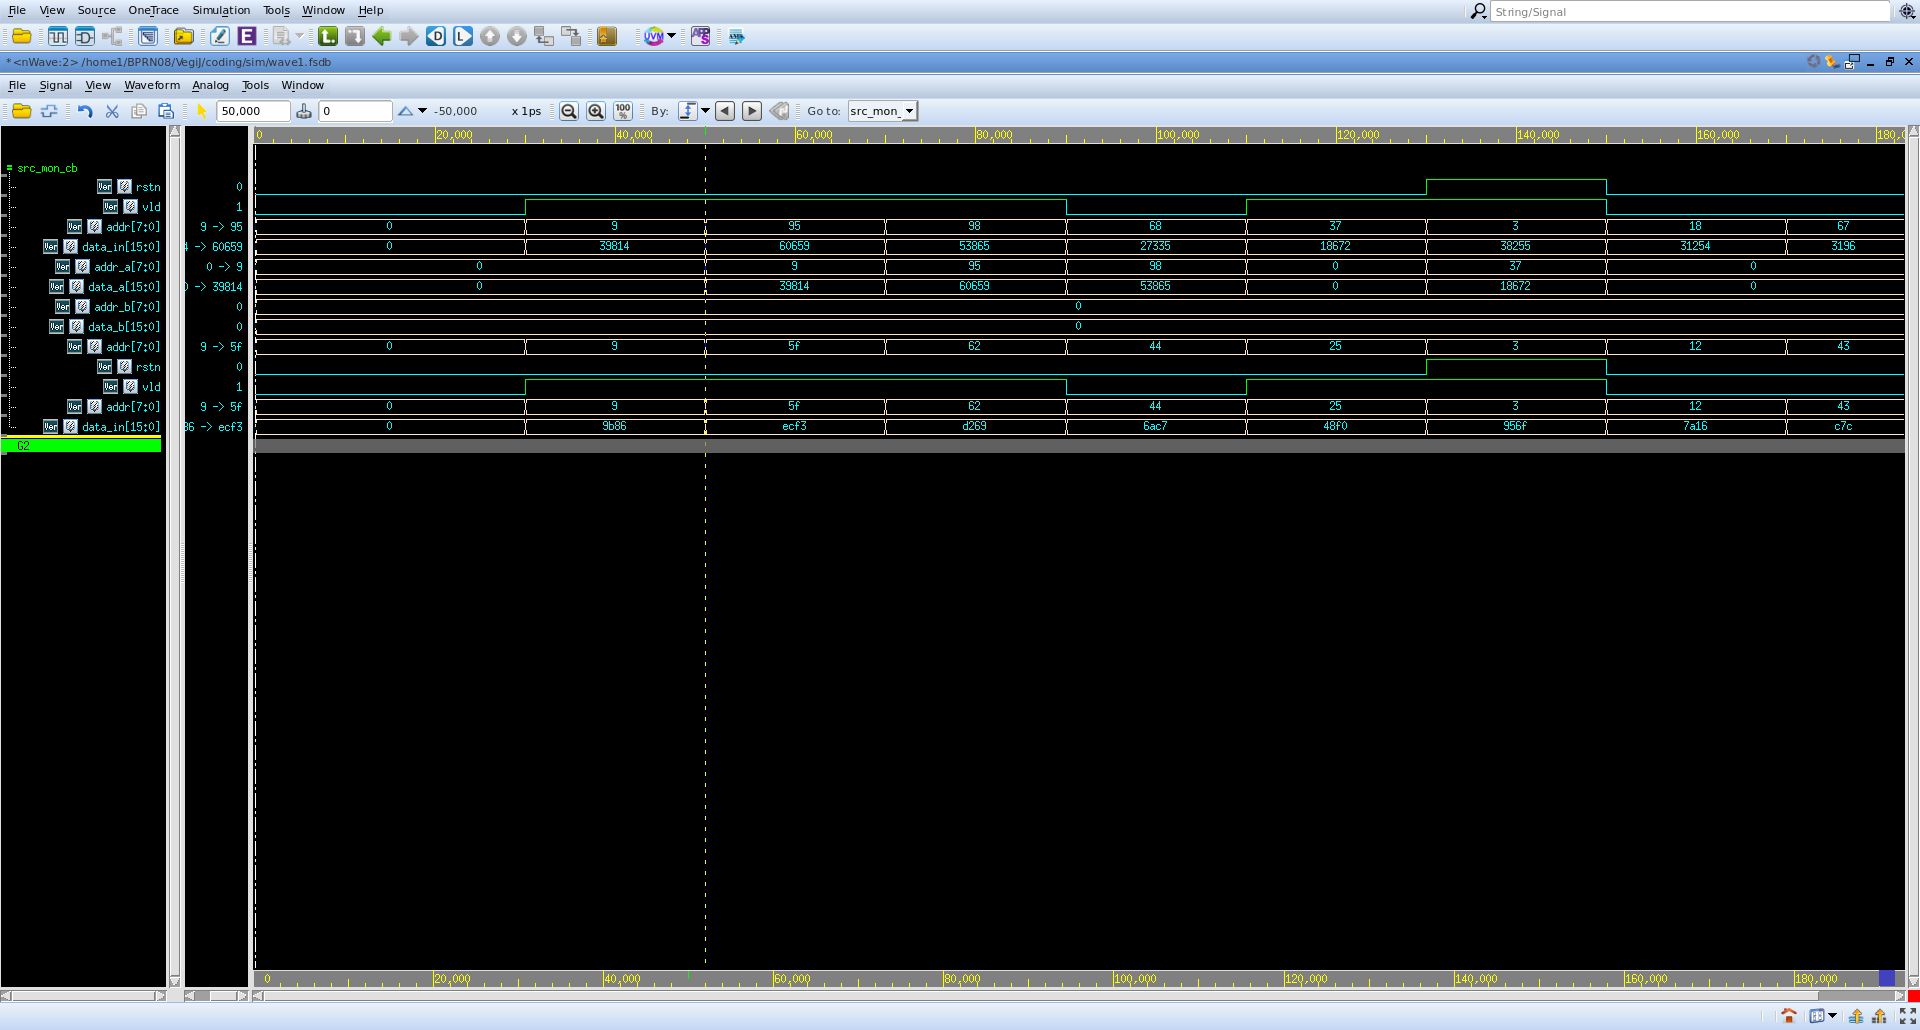 File View Source OneTrace Simulation Tools Window Help
String/Signal
*<nWave:2> /home1/BPRN08/VegiJ/coding/sim/wave1.fsdb
File Signal View Waveform Analog Tools Window
50,000 0 -50,000 x 1ps 100 % By: Go to: src_mon_
0 20,000 40,000 60,000 80,000 100,000 120,000 140,000 160,000 180,0
src_mon_cb
rstn 0
vld 1
addr[7:0] 9 -> 95 0 9 95 98 68 37 3 18 67
data_in[15:0] 4 -> 60659 0 39814 60659 53865 27335 18672 38255 31254 3196
addr_a[7:0] 0 -> 9 0 9 95 98 0 37 0
data_a[15:0] 0 -> 39814 0 39814 60659 53865 0 18672 0
addr_b[7:0] 0 0
data_b[15:0] 0 0
addr[7:0] 9 -> 5f 0 9 5f 62 44 25 3 12 43
rstn 0
vld 1
addr[7:0] 9 -> 5f 0 9 5f 62 44 25 3 12 43
data_in[15:0] 86 -> ecf3 0 9b86 ecf3 d269 6ac7 48f0 956f 7a16 c7c
G2
0 20,000 40,000 60,000 80,000 100,000 120,000 140,000 160,000 180,000